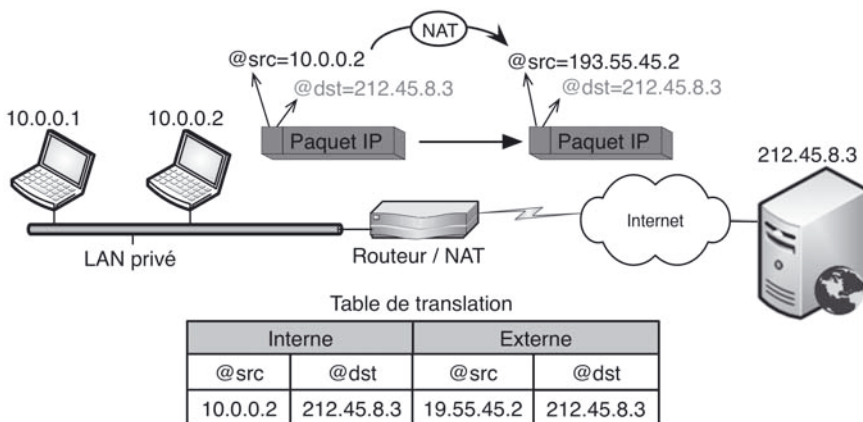 NAT
@src=10.0.0.2
@src=193.55.45.2
@dst=212.45.8.3
@dst=212.45.8.3
10.0.0.1
10.0.0.2
Paquet IP
Paquet IP
212.45.8.3
Internet
LAN privé
Routeur / NAT
Table de translation
Interne
Externe
@src
@dst
@src
@dst
10.0.0.2
212.45.8.3
19.55.45.2
212.45.8.3